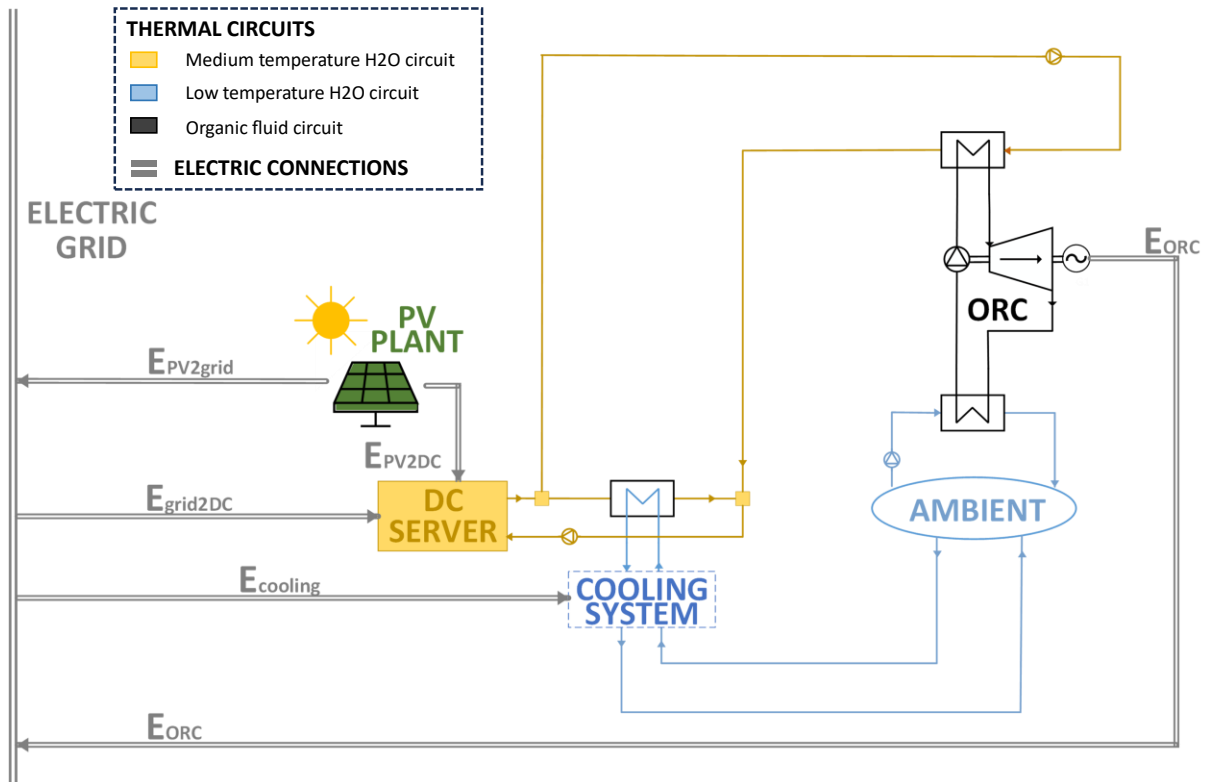 THERMAL CIRCUITS
Medium temperature H2O circuit
Low temperature H2O circuit
Organic fluid circuit
ELECTRIC CONNECTIONS
ELECTRIC
GRID
EORC
ORC
PV
PLANT
EPV2grid
EPV2DC
Egrid2DC
DC
SERVER
AMBIENT
Ecooling
COOLING
SYSTEM
EORC